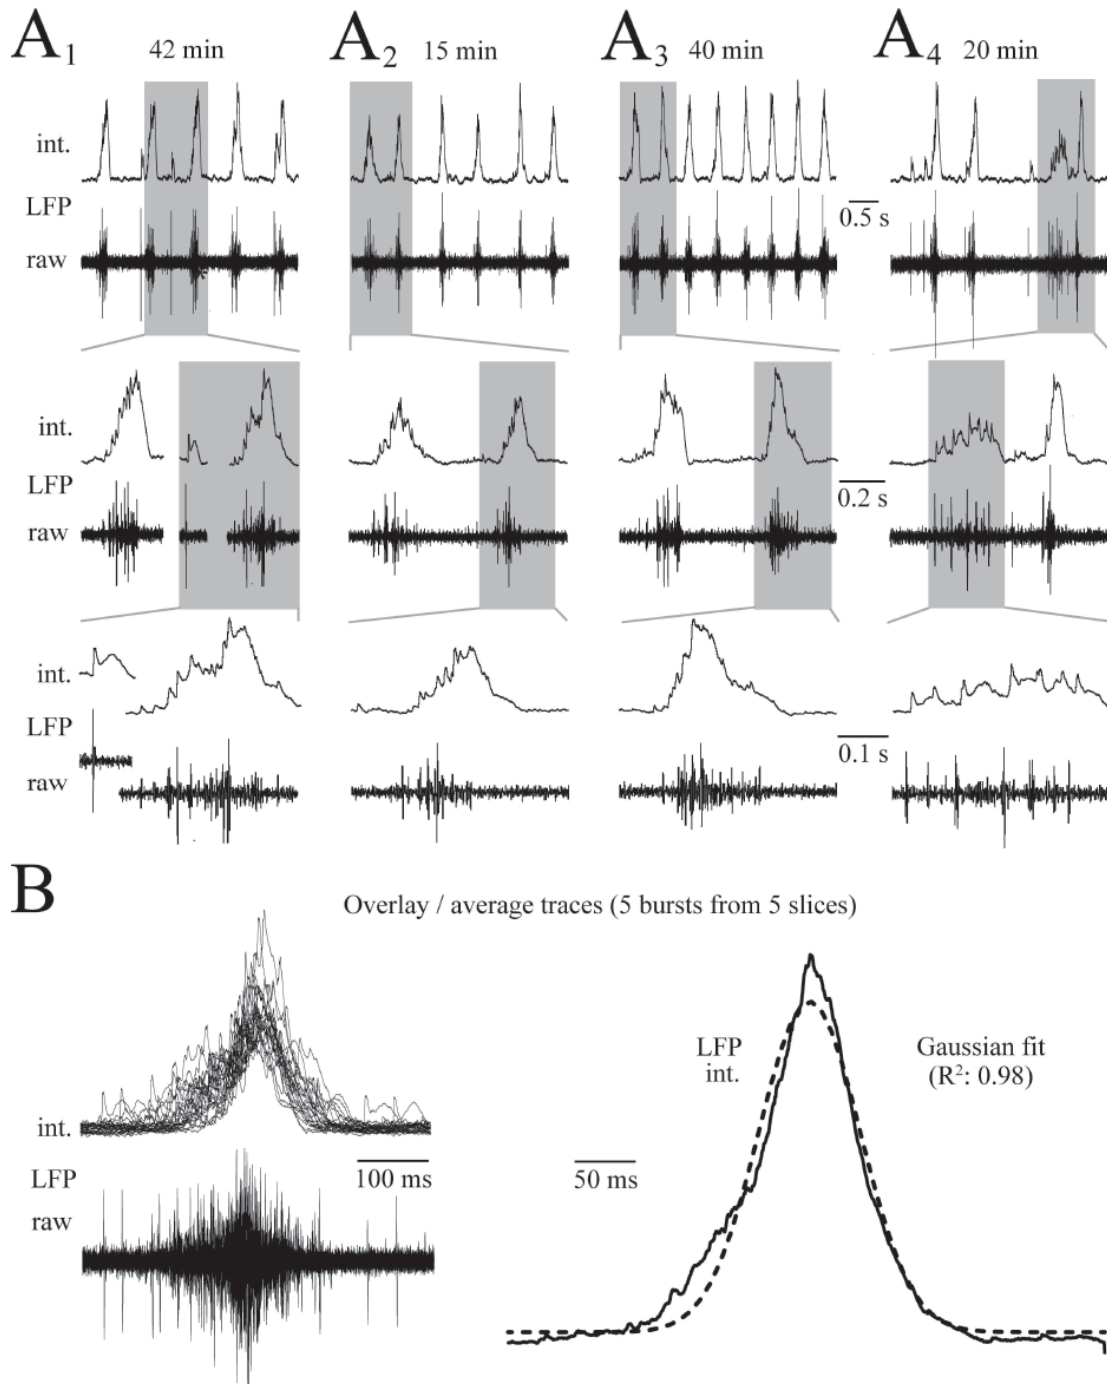 A1 42 min
A2 15 min
A3 40 min
A4 20 min
int.
LFP
raw
0.5 s
int.
LFP
raw
0.2 s
int.
LFP
raw
0.1 s
B
Overlay / average traces (5 bursts from 5 slices)
int.
LFP
raw
100 ms
LFP
int.
50 ms
Gaussian fit
(R²: 0.98)